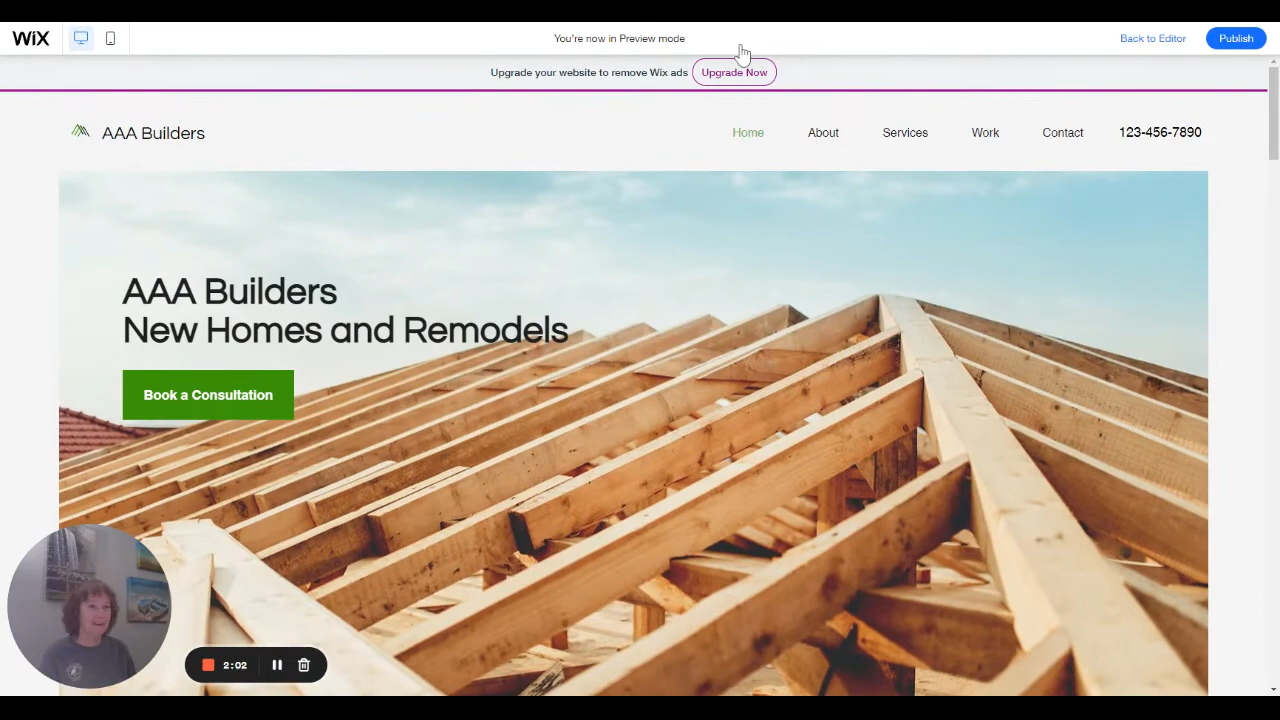 WiX
You're now in Preview mode
Back to Editor
Publish
Upgrade your website to remove Wix ads
Upgrade Now
AAA Builders
Home
About
Services
Work
Contact
123-456-7890
AAA Builders
New Homes and Remodels
Book a Consultation
2:02